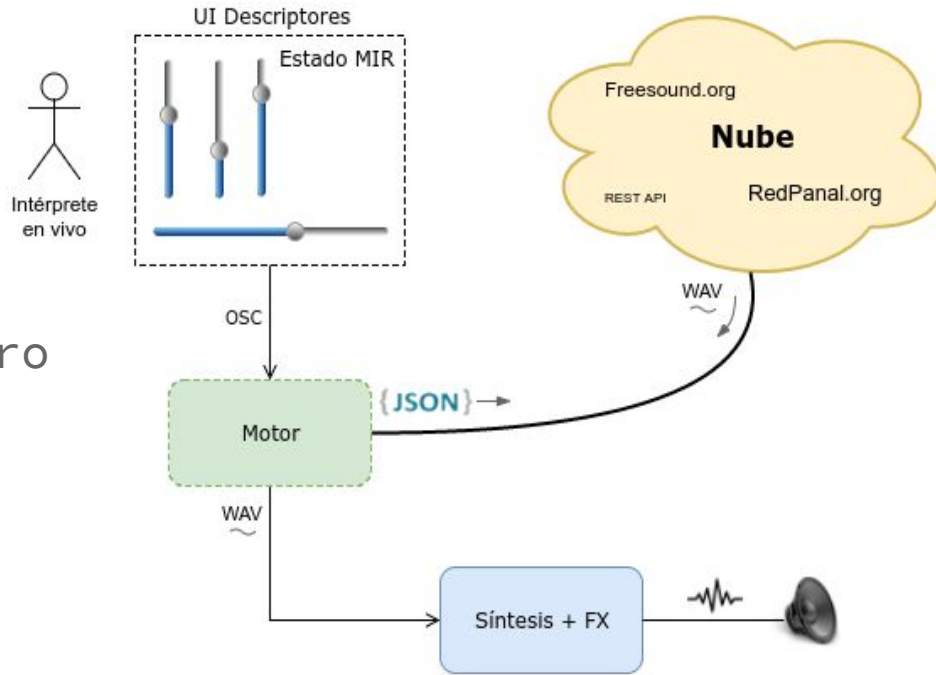 UI Descriptores
Estado MIR
Intérprete
en vivo
Freesound.org
Nube
REST API
RedPanal.org
WAV
OSC
ro
{JSON}
Motor
WAV
Síntesis + FX